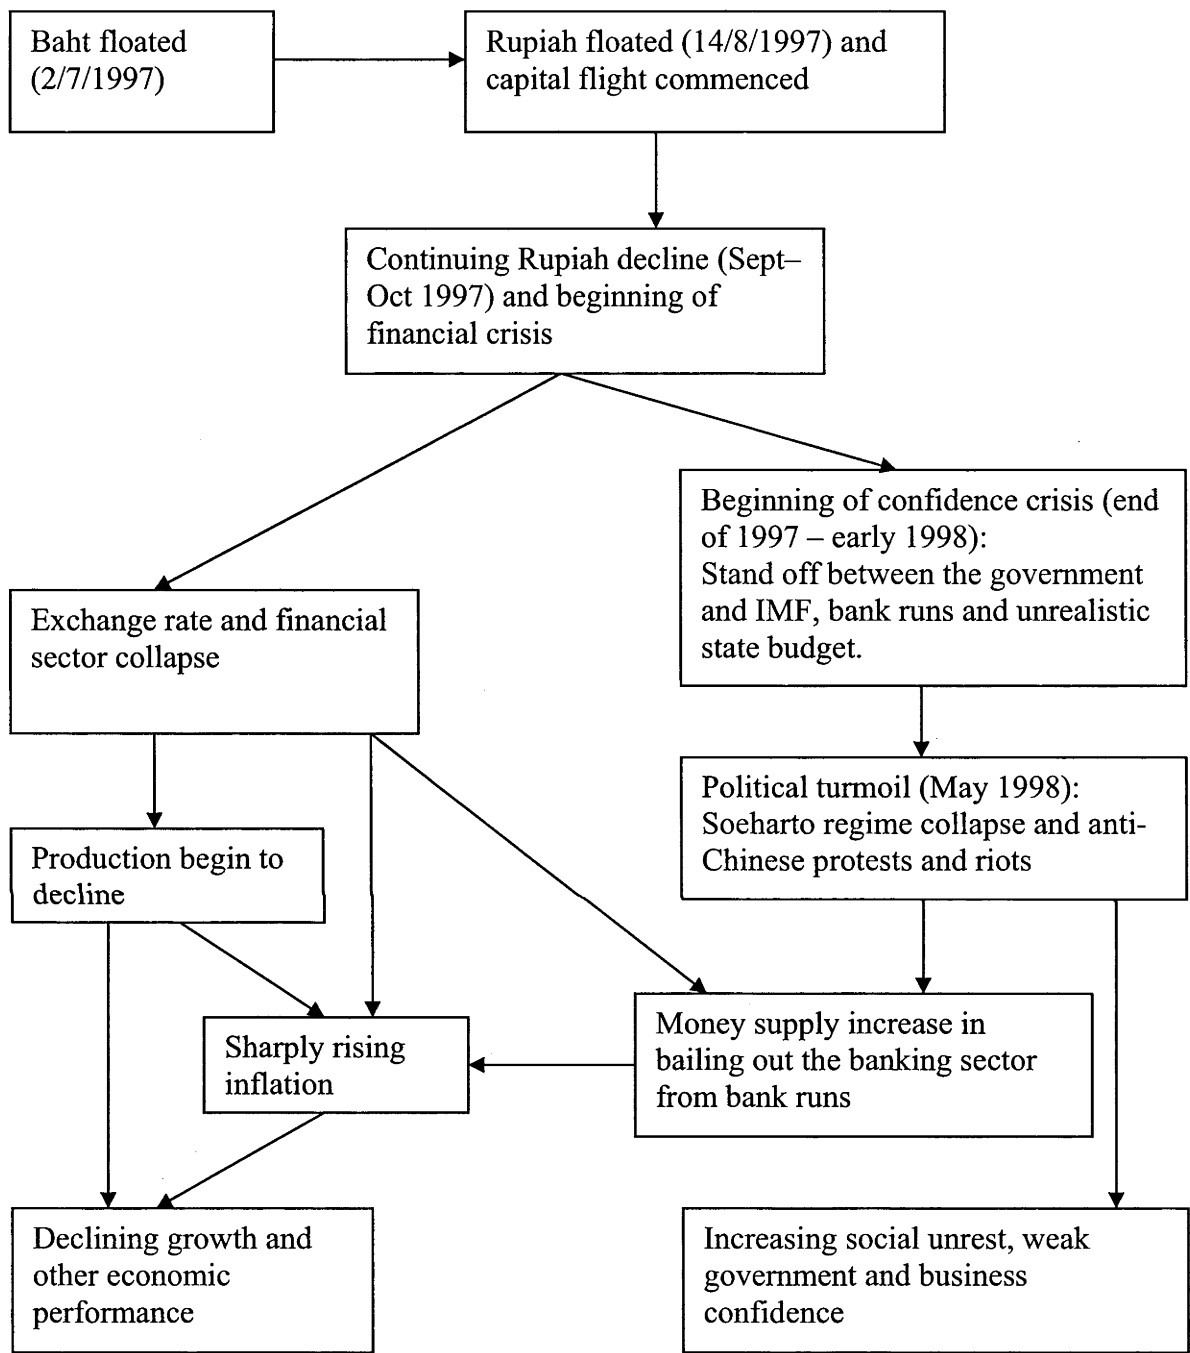 Baht floated
(2/7/1997)
Rupiah floated (14/8/1997) and
capital flight commenced
Continuing Rupiah decline (Sept–
Oct 1997) and beginning of
financial crisis
Beginning of confidence crisis (end
of 1997 – early 1998):
Stand off between the government
and IMF, bank runs and unrealistic
state budget.
Exchange rate and financial
sector collapse
Political turmoil (May 1998):
Soeharto regime collapse and anti-
Chinese protests and riots
Production begin to
decline
Sharply rising
inflation
Money supply increase in
bailing out the banking sector
from bank runs
Declining growth and
other economic
performance
Increasing social unrest, weak
government and business
confidence